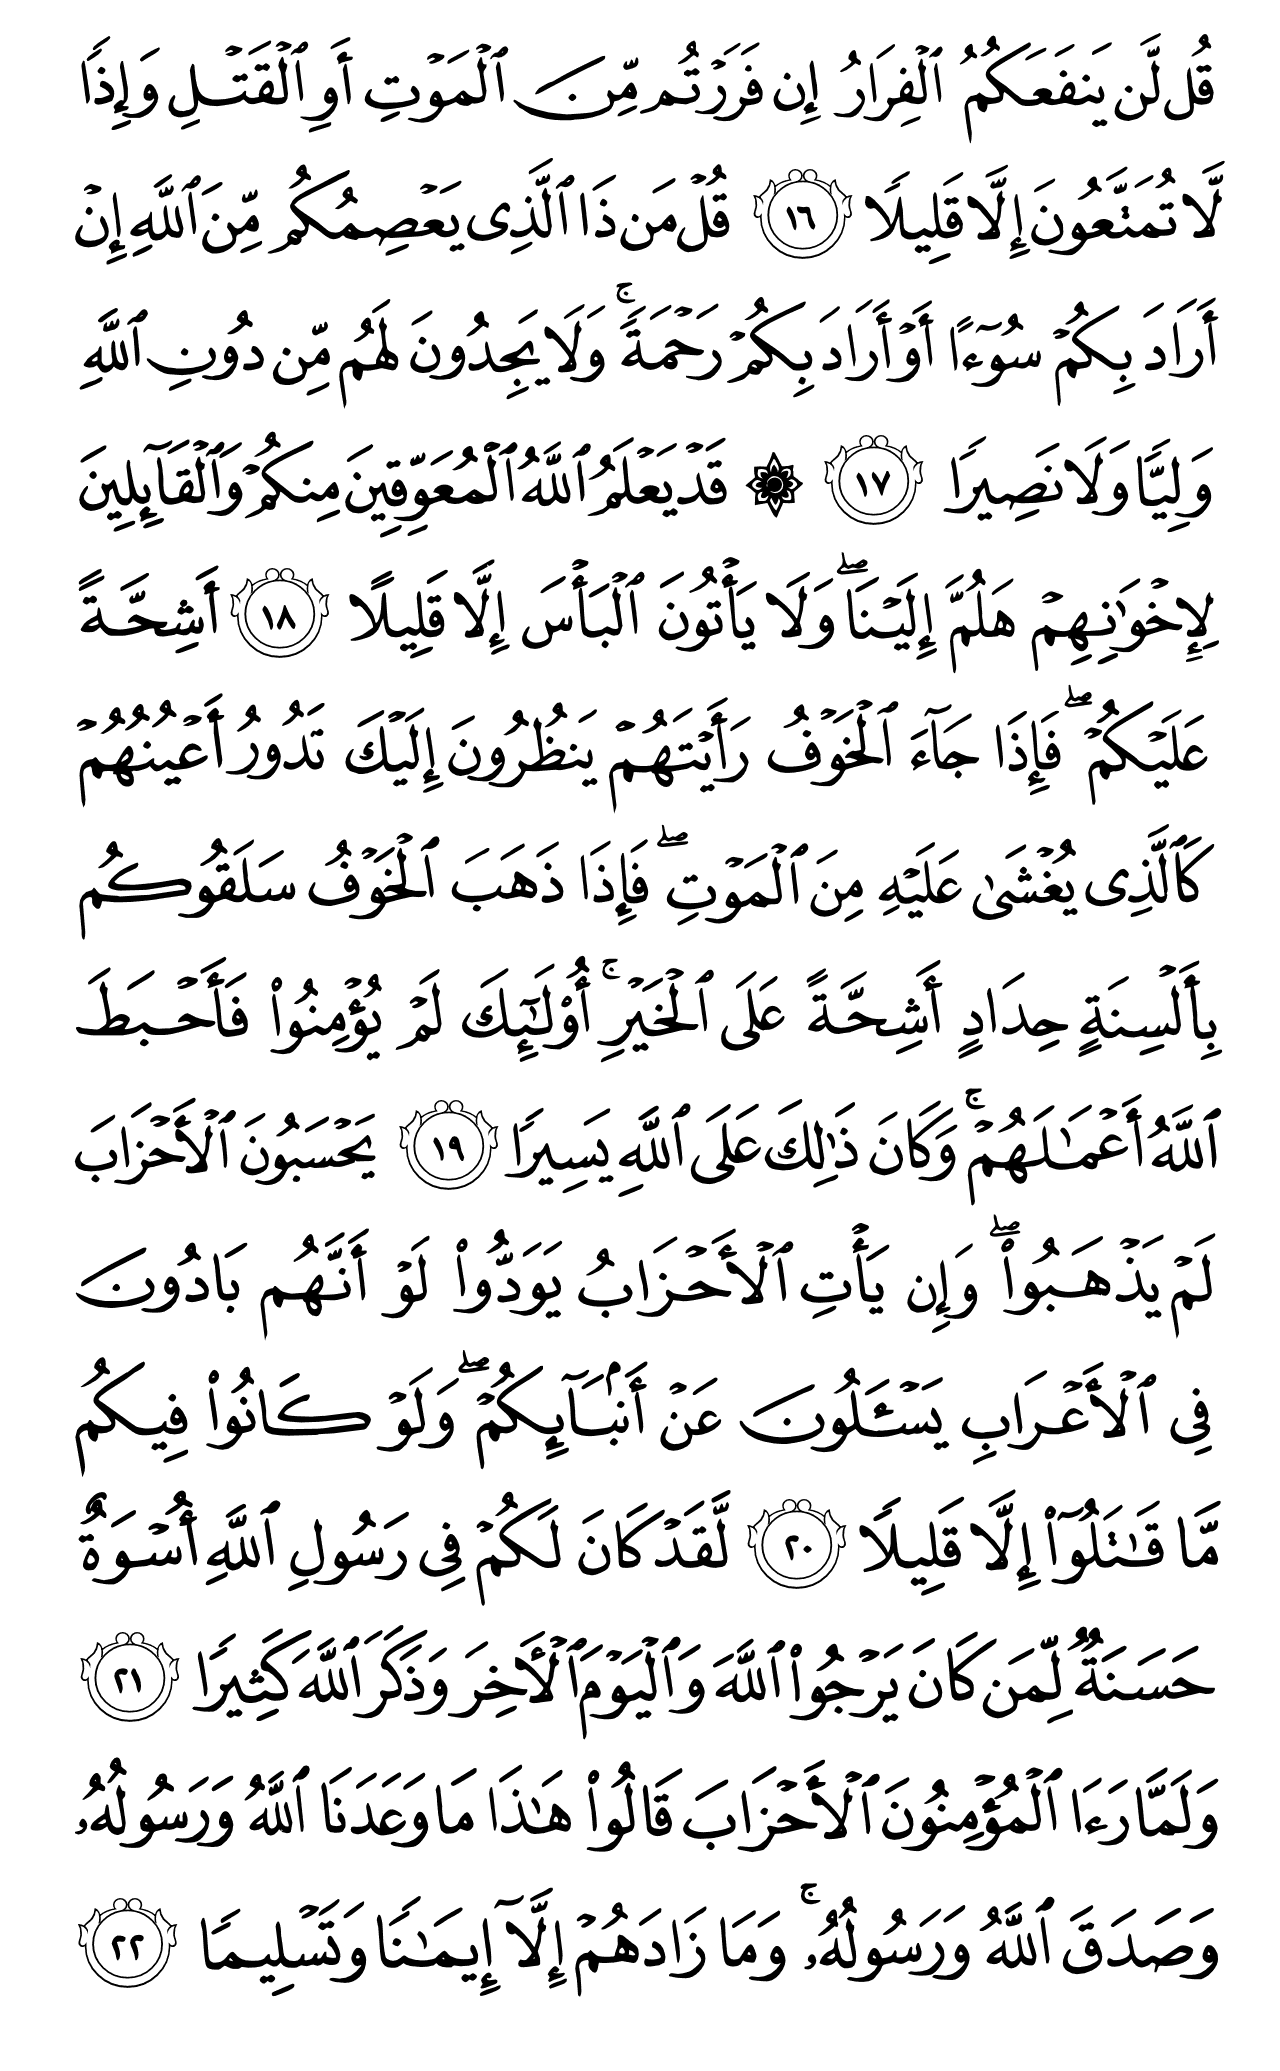 قُل لَّن يَنفَعَكُمُ ٱلْفِرَارُ إِن فَرَرْتُم مِّنَ ٱلْمَوْتِ أَوِ ٱلْقَتْلِ وَإِذًا
لَّا تُمَتَّعُونَ إِلَّا قَلِيلًا ١٦ قُلْ مَن ذَا ٱلَّذِى يَعْصِمُكُم مِّنَ ٱللَّهِ إِنْ
أَرَادَ بِكُمْ سُوٓءًا أَوْ أَرَادَ بِكُمْ رَحْمَةً ۚ وَلَا يَجِدُونَ لَهُم مِّن دُونِ ٱللَّهِ
وَلِيًّا وَلَا نَصِيرًا ١٧ ۞ قَدْ يَعْلَمُ ٱللَّهُ ٱلْمُعَوِّقِينَ مِنكُمْ وَٱلْقَآئِلِينَ
لِإِخْوَٰنِهِمْ هَلُمَّ إِلَيْنَا ۖ وَلَا يَأْتُونَ ٱلْبَأْسَ إِلَّا قَلِيلًا ١٨ أَشِحَّةً
عَلَيْكُمْ ۖ فَإِذَا جَآءَ ٱلْخَوْفُ رَأَيْتَهُمْ يَنظُرُونَ إِلَيْكَ تَدُورُ أَعْيُنُهُمْ
كَٱلَّذِى يُغْشَىٰ عَلَيْهِ مِنَ ٱلْمَوْتِ ۖ فَإِذَا ذَهَبَ ٱلْخَوْفُ سَلَقُوكُم
بِأَلْسِنَةٍ حِدَادٍ أَشِحَّةً عَلَى ٱلْخَيْرِ ۚ أُو۟لَٰٓئِكَ لَمْ يُؤْمِنُوا۟ فَأَحْبَطَ
ٱللَّهُ أَعْمَٰلَهُمْ ۚ وَكَانَ ذَٰلِكَ عَلَى ٱللَّهِ يَسِيرًا ١٩ يَحْسَبُونَ ٱلْأَحْزَابَ
لَمْ يَذْهَبُوا۟ ۖ وَإِن يَأْتِ ٱلْأَحْزَابُ يَوَدُّوا۟ لَوْ أَنَّهُم بَادُونَ
فِى ٱلْأَعْرَابِ يَسْـَٔلُونَ عَنْ أَنۢبَآئِكُمْ ۖ وَلَوْ كَانُوا۟ فِيكُم
مَّا قَٰتَلُوٓا۟ إِلَّا قَلِيلًا ٢٠ لَّقَدْ كَانَ لَكُمْ فِى رَسُولِ ٱللَّهِ أُسْوَةٌ
حَسَنَةٌ لِّمَن كَانَ يَرْجُوا۟ ٱللَّهَ وَٱلْيَوْمَ ٱلْـَٔاخِرَ وَذَكَرَ ٱللَّهَ كَثِيرًا ٢١
وَلَمَّا رَءَا ٱلْمُؤْمِنُونَ ٱلْأَحْزَابَ قَالُوا۟ هَٰذَا مَا وَعَدَنَا ٱللَّهُ وَرَسُولُهُۥ
وَصَدَقَ ٱللَّهُ وَرَسُولُهُۥ ۚ وَمَا زَادَهُمْ إِلَّآ إِيمَٰنًا وَتَسْلِيمًا ٢٢